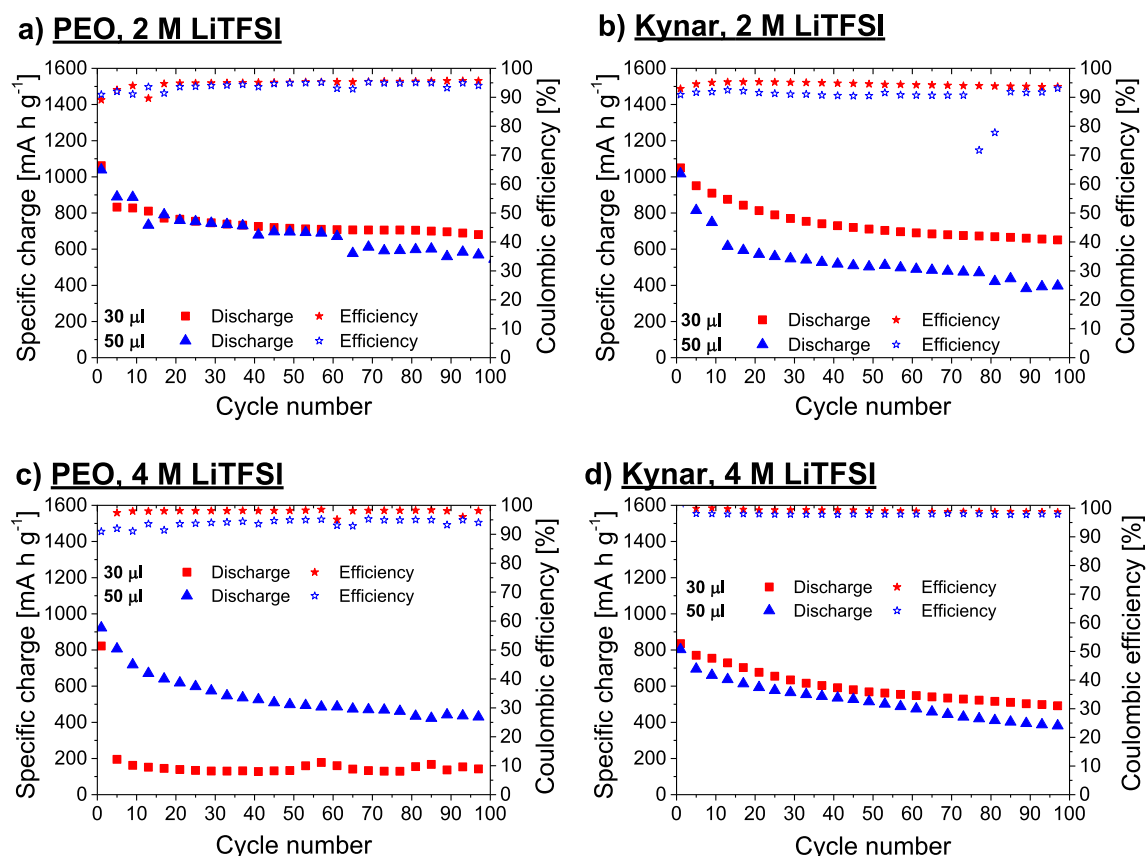 a) PEO, 2 M LiTFSI
Specific charge [mA h g⁻¹]
1600
1400
1200
1000
800
600
400
200
0
30 µl Discharge Efficiency
50 µl Discharge Efficiency
100
90
80
70
60
50
40
30
20
10
0
Coulombic efficiency [%]
0 10 20 30 40 50 60 70 80 90 100
Cycle number
b) Kynar, 2 M LiTFSI
Specific charge [mA h g⁻¹]
1600
1400
1200
1000
800
600
400
200
0
30 µl Discharge Efficiency
50 µl Discharge Efficiency
100
90
80
70
60
50
40
30
20
10
0
Coulombic efficiency [%]
0 10 20 30 40 50 60 70 80 90 100
Cycle number
c) PEO, 4 M LiTFSI
Specific charge [mA h g⁻¹]
1600
1400
1200
1000
800
600
400
200
0
30 µl Discharge Efficiency
50 µl Discharge Efficiency
100
90
80
70
60
50
40
30
20
10
0
Coulombic efficiency [%]
0 10 20 30 40 50 60 70 80 90 100
Cycle number
d) Kynar, 4 M LiTFSI
Specific charge [mA h g⁻¹]
1600
1400
1200
1000
800
600
400
200
0
30 µl Discharge Efficiency
50 µl Discharge Efficiency
100
90
80
70
60
50
40
30
20
10
0
Coulombic efficiency [%]
0 10 20 30 40 50 60 70 80 90 100
Cycle number